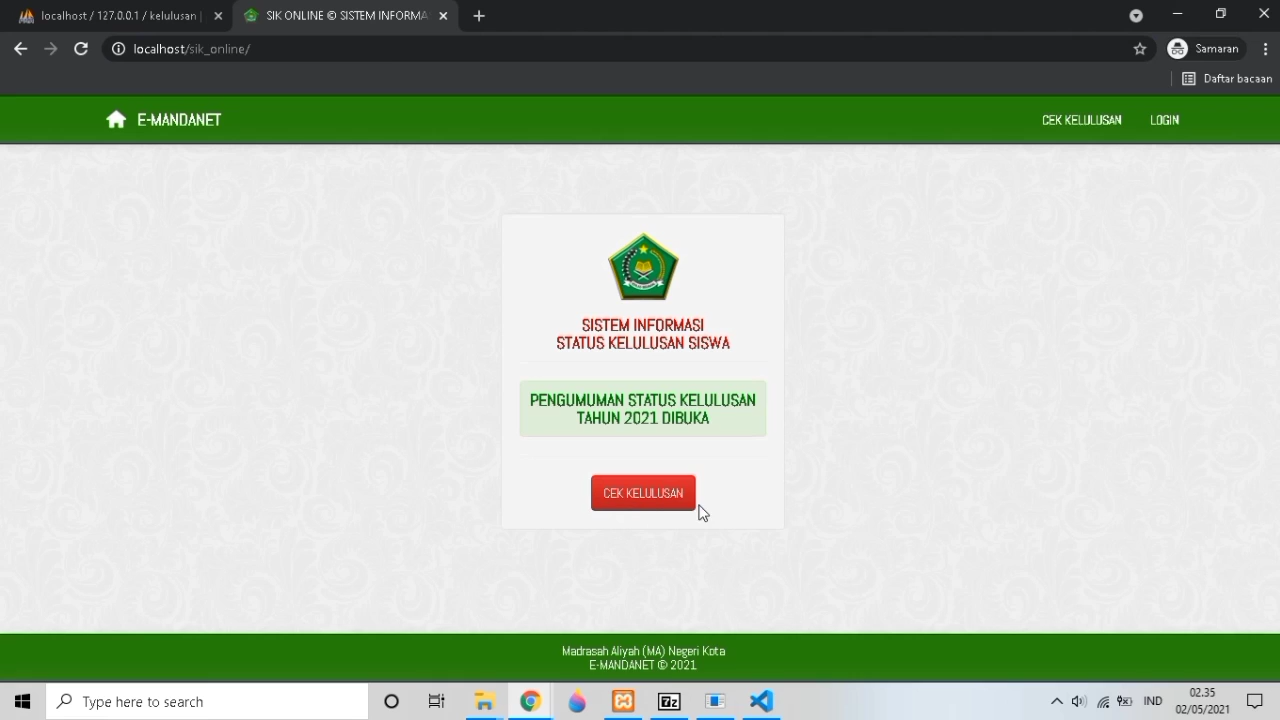 localhost / 127.0.0.1 / kelulusan |
SIK ONLINE © SISTEM INFORMA
localhost/sik_online/
Samaran
Daftar bacaan
E-MANDANET
CEK KELULUSAN
LOGIN
SISTEM INFORMASI
STATUS KELULUSAN SISWA
PENGUMUMAN STATUS KELULUSAN
TAHUN 2021 DIBUKA
CEK KELULUSAN
Madrasah Aliyah (MA) Negeri Kota
E-MANDANET © 2021
Type here to search
7z
IND
02.35
02/05/2021